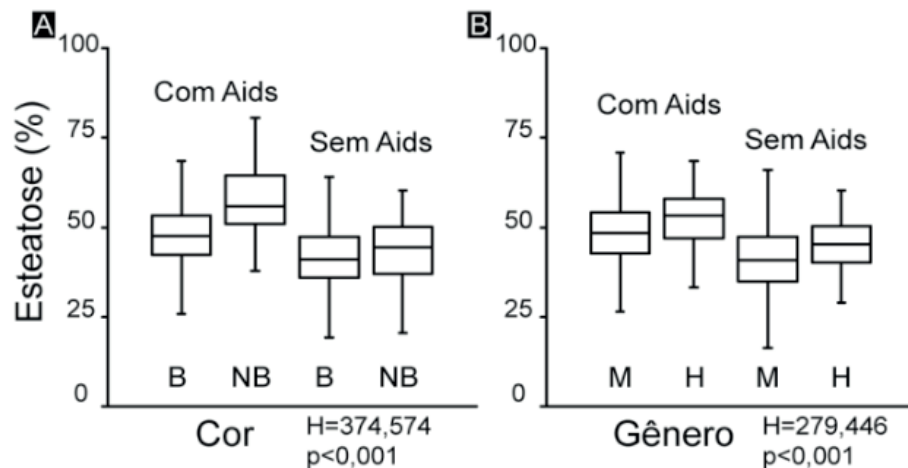 A
100
75
50
25
0
Esteatose (%)
Com Aids
Sem Aids
B NB B NB
Cor
H=374,574
p<0,001
B
100
75
50
25
0
Com Aids
Sem Aids
M H M H
Gênero
H=279,446
p<0,001